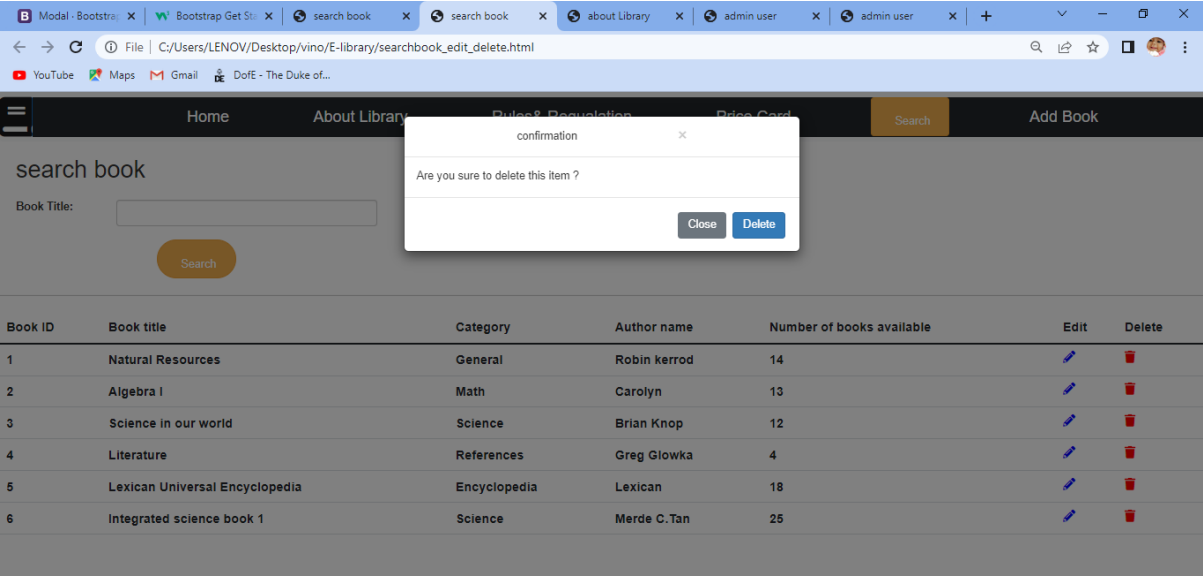 Modal · Bootstrap Bootstrap Get Sta search book search book about Library admin user admin user
File C:/Users/LENOV/Desktop/vino/E-library/searchbook_edit_delete.html
YouTube Maps Gmail DofE - The Duke of...
Home About Library Rules& Regualation Price Card Search Add Book
confirmation ×
search book
Are you sure to delete this item ?
Book Title:
Close Delete
Search
Book ID Book title Category Author name Number of books available Edit Delete
1 Natural Resources General Robin kerrod 14
2 Algebra I Math Carolyn 13
3 Science in our world Science Brian Knop 12
4 Literature References Greg Glowka 4
5 Lexican Universal Encyclopedia Encyclopedia Lexican 18
6 Integrated science book 1 Science Merde C.Tan 25